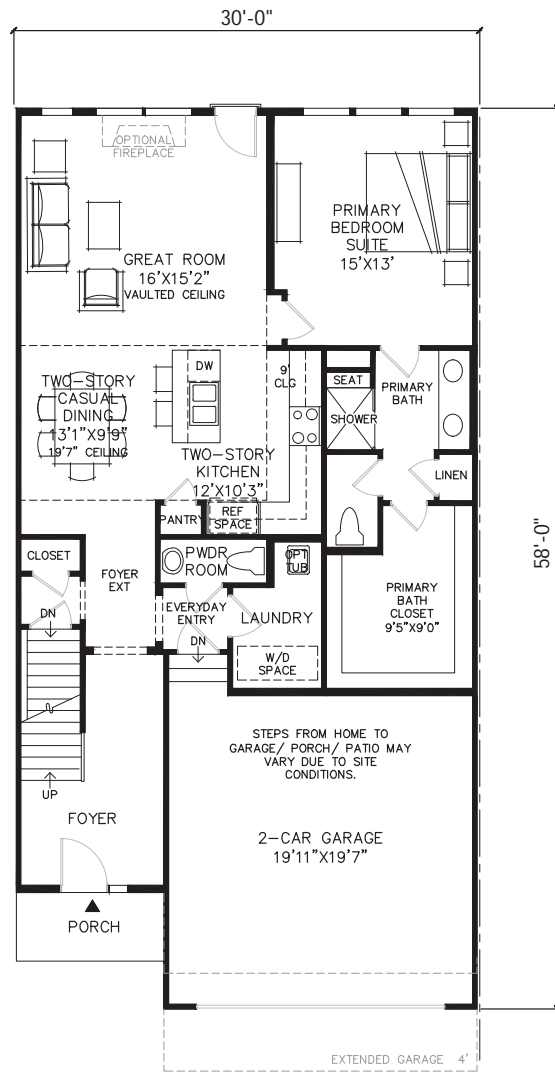 30'-0"
OPTIONAL
FIREPLACE
PRIMARY
BEDROOM
SUITE
15'X13'
GREAT ROOM
16'X15'2"
VAULTED CEILING
DW
9'
CLG
SEAT
PRIMARY
BATH
SHOWER
TWO-STORY
CASUAL
DINING
13'1"X9'9"
19'7" CEILING
TWO-STORY
KITCHEN
12'X10'3"
LINEN
PANTRY
REF
SPACE
58'-0"
CLOSET
FOYER
EXT
PWDR
ROOM
OPT
TUB
DN
EVERYDAY
ENTRY
LAUNDRY
DN
W/D
SPACE
PRIMARY
BATH
CLOSET
9'5"X9'0"
STEPS FROM HOME TO
GARAGE/ PORCH/ PATIO MAY
VARY DUE TO SITE
CONDITIONS.
UP
FOYER
2-CAR GARAGE
19'11"X19'7"
PORCH
EXTENDED GARAGE 4'